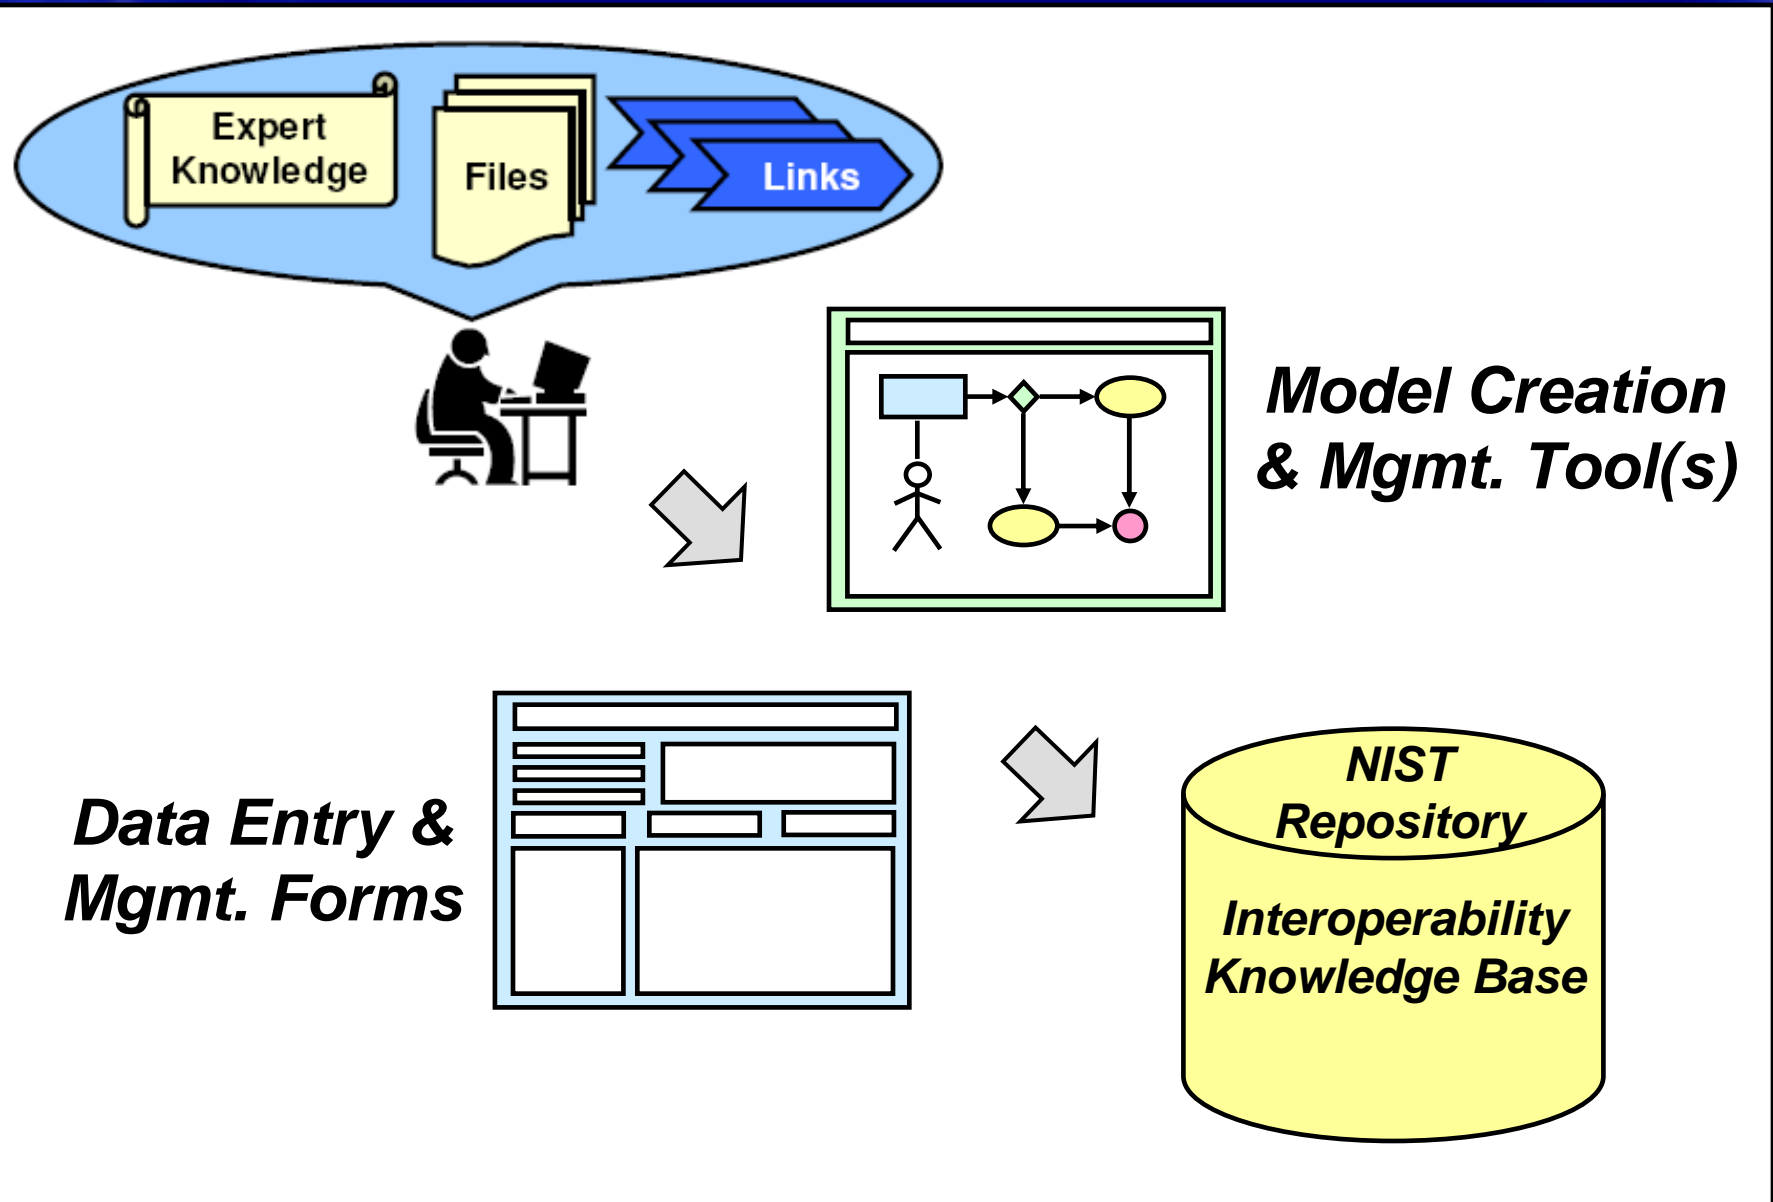 Expert
Knowledge
Files
Links
Model Creation
& Mgmt. Tool(s)
Data Entry &
Mgmt. Forms
NIST
Repository
Interoperability
Knowledge Base